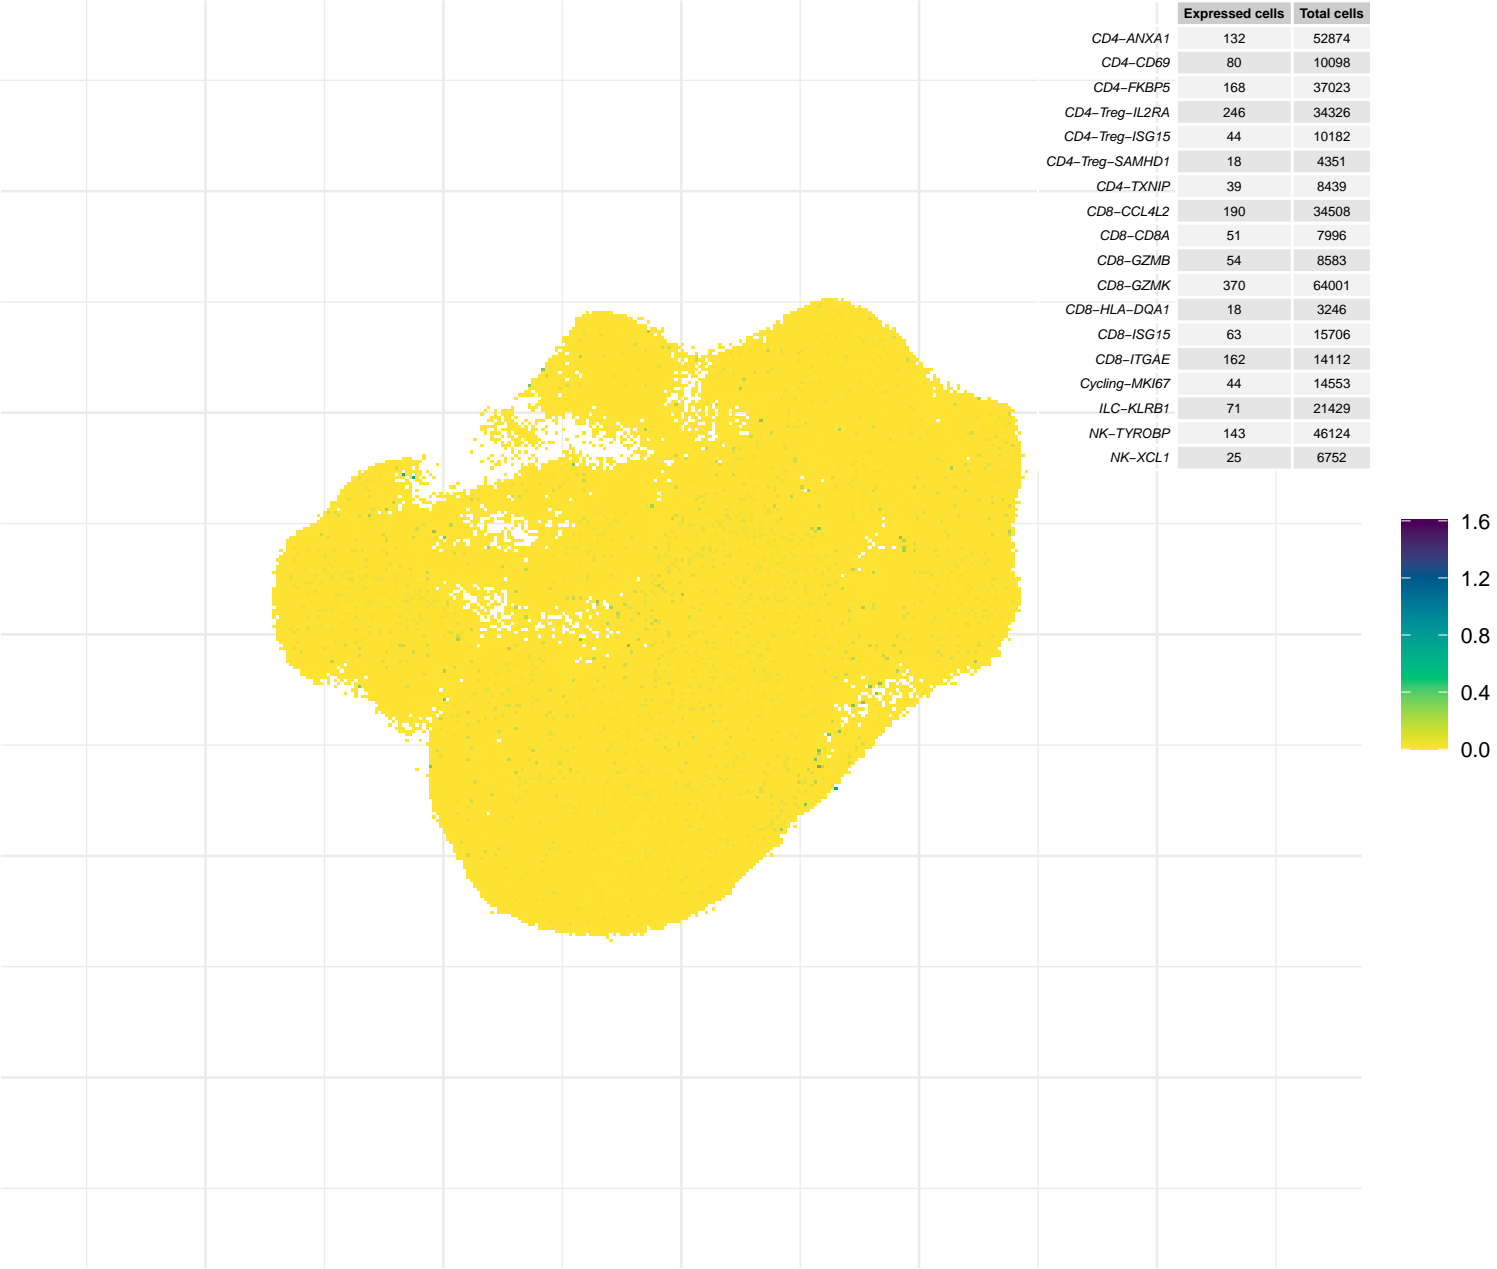 Expressed cells Total cells
CD4−ANXA1 132 52874
CD4−CD69 80 10098
CD4−FKBP5 168 37023
CD4−Treg−IL2RA 246 34326
CD4−Treg−ISG15 44 10182
CD4−Treg−SAMHD1 18 4351
CD4−TXNIP 39 8439
CD8−CCL4L2 190 34508
CD8−CD8A 51 7996
CD8−GZMB 54 8583
CD8−GZMK 370 64001
CD8−HLA−DQA1 18 3246
CD8−ISG15 63 15706
CD8−ITGAE 162 14112
Cycling−MKI67 44 14553
ILC−KLRB1 71 21429
NK−TYROBP 143 46124
NK−XCL1 25 6752
1.6
1.2
0.8
0.4
0.0